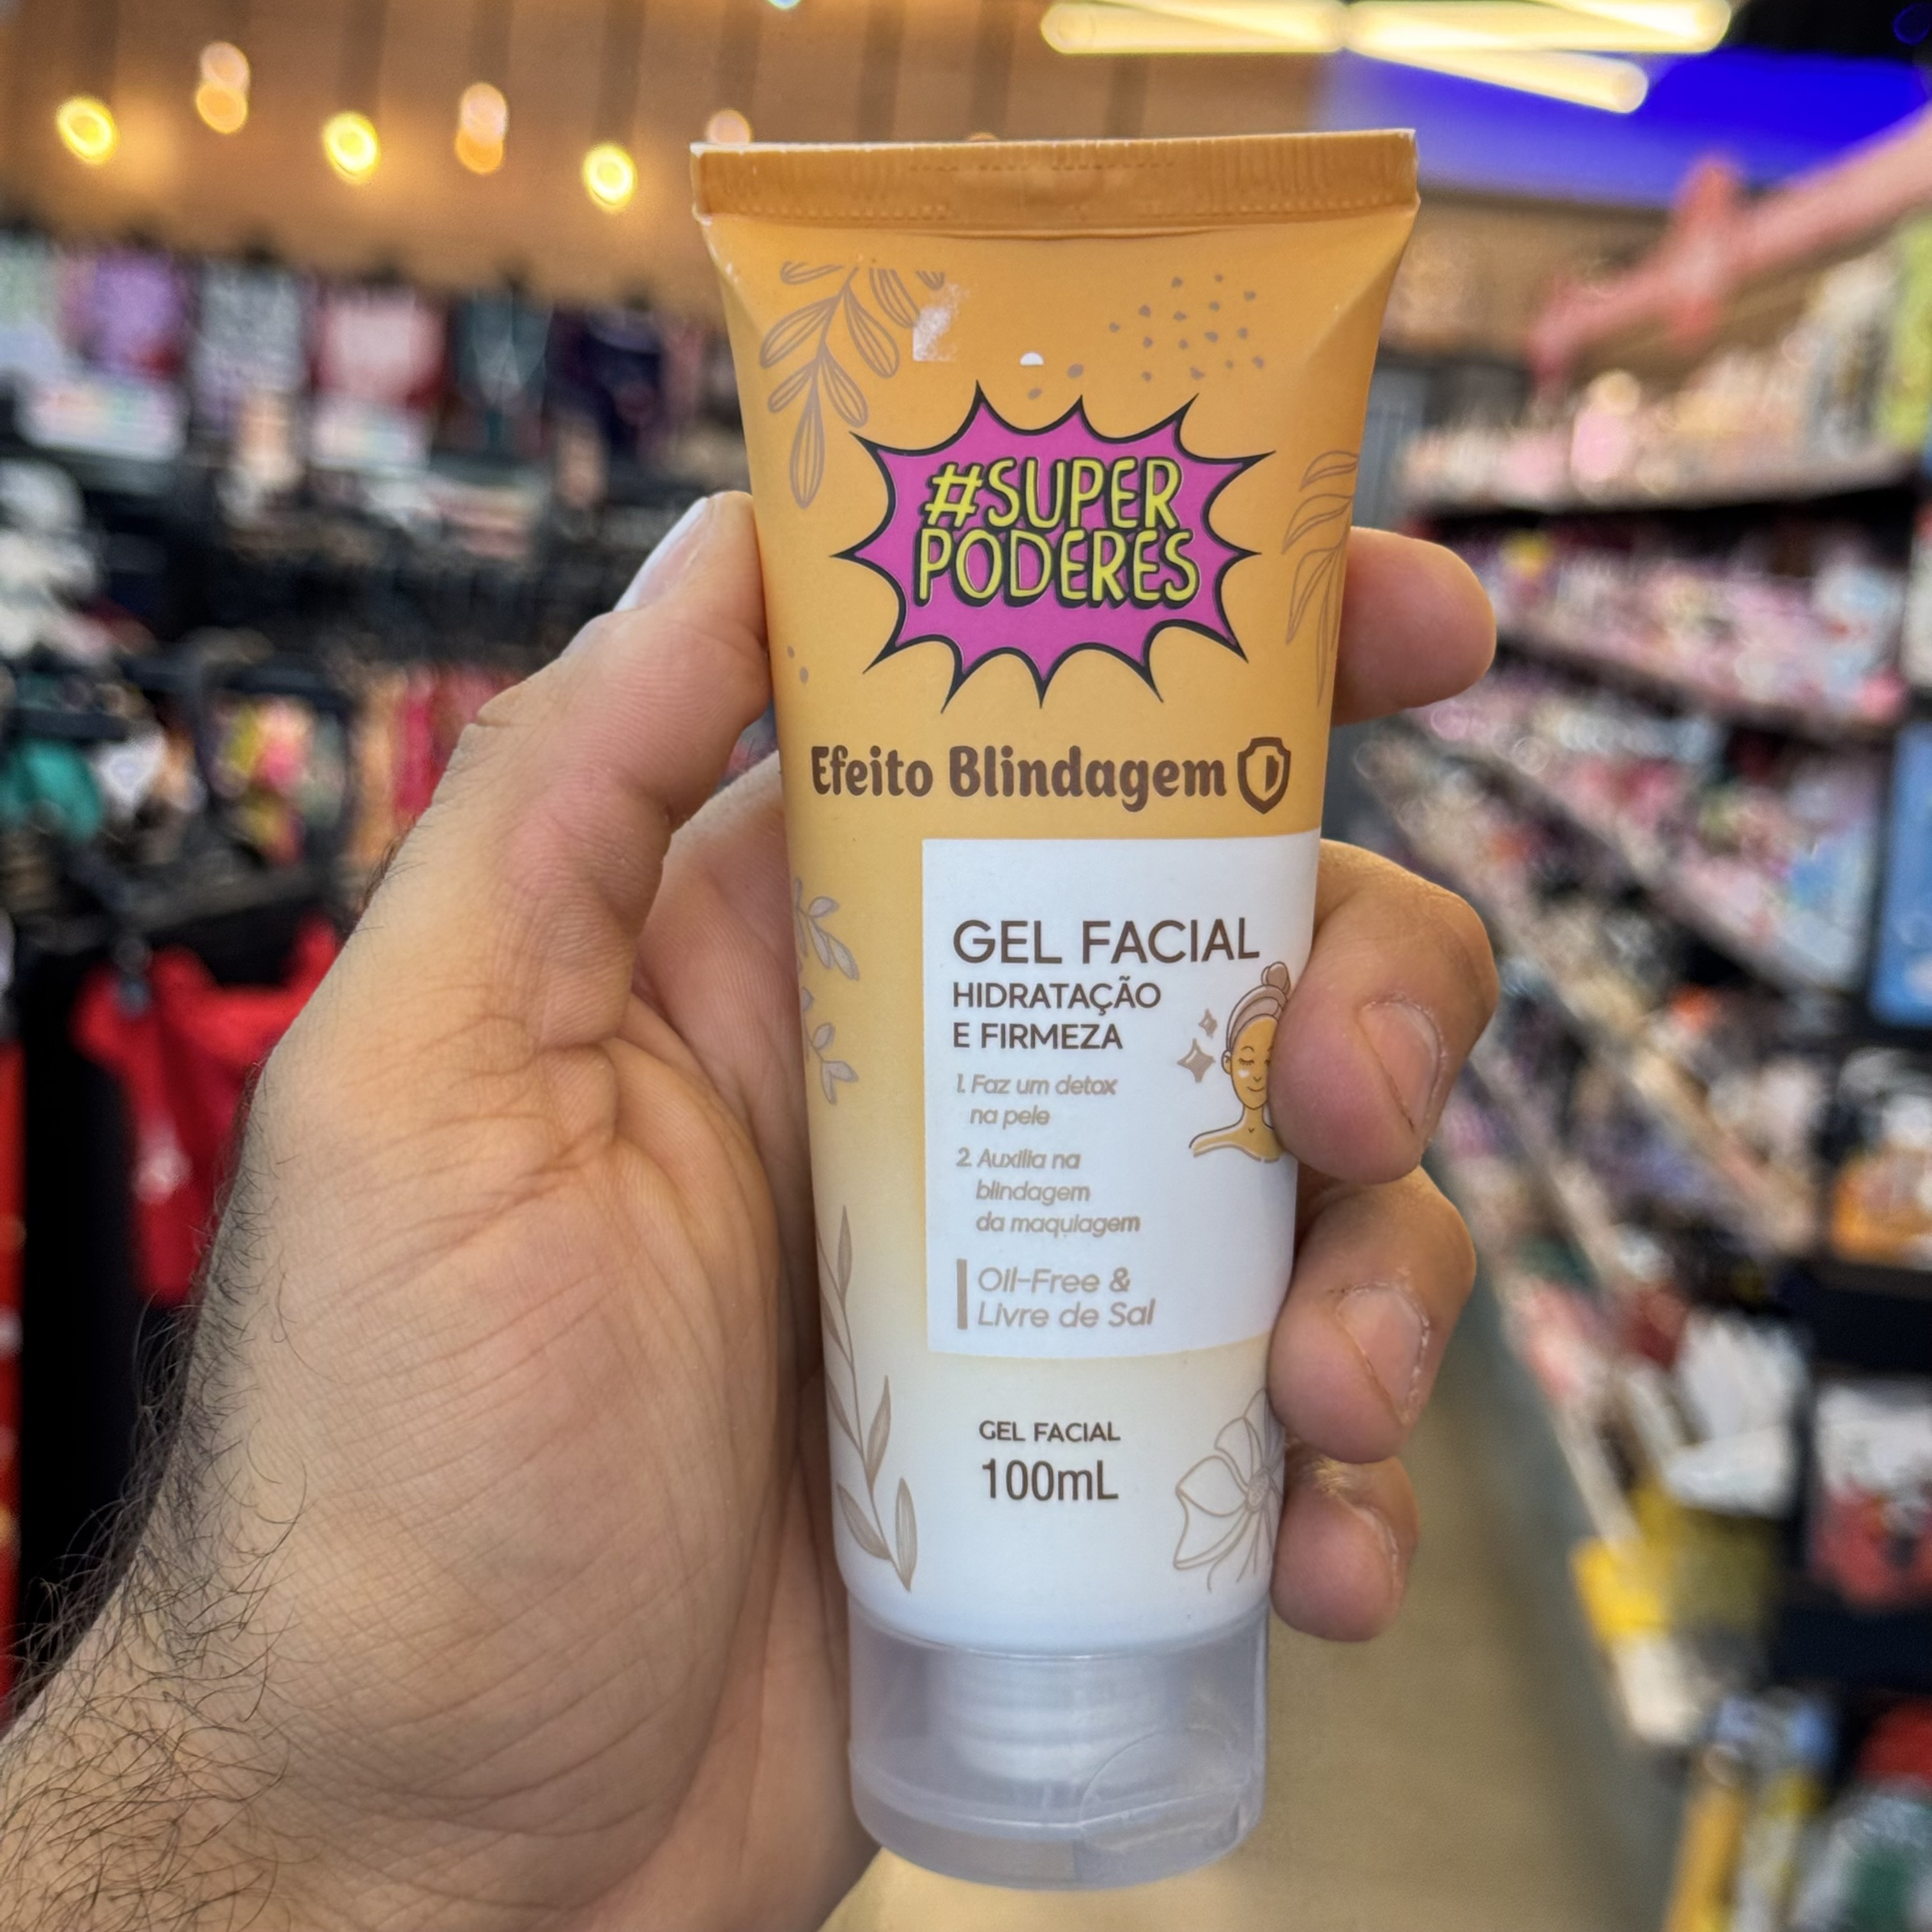 #SUPER
PODERES
Efeito Blindagem
GEL FACIAL
HIDRATAÇÃO
E FIRMEZA
1. Faz um detox
na pele
2. Auxilia na
blindagem
da maquiagem
Oil-Free &
Livre de Sal
GEL FACIAL
100mL